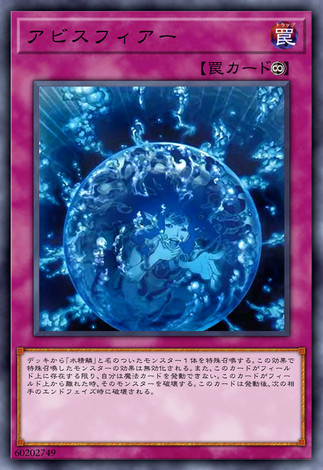 アビスフィアー
トラップ
罠
【罠カード】
デッキから「水精鱗」と名のついたモンスター１体を特殊召喚する。この効果で
特殊召喚したモンスターの効果は無効化される。また、このカードがフィール
ド上に存在する限り、自分は魔法カードを発動できない。このカードがフィー
ルド上から離れた時、そのモンスターを破壊する。このカードは発動後、次の相
手のエンドフェイズ時に破壊される。
60202749